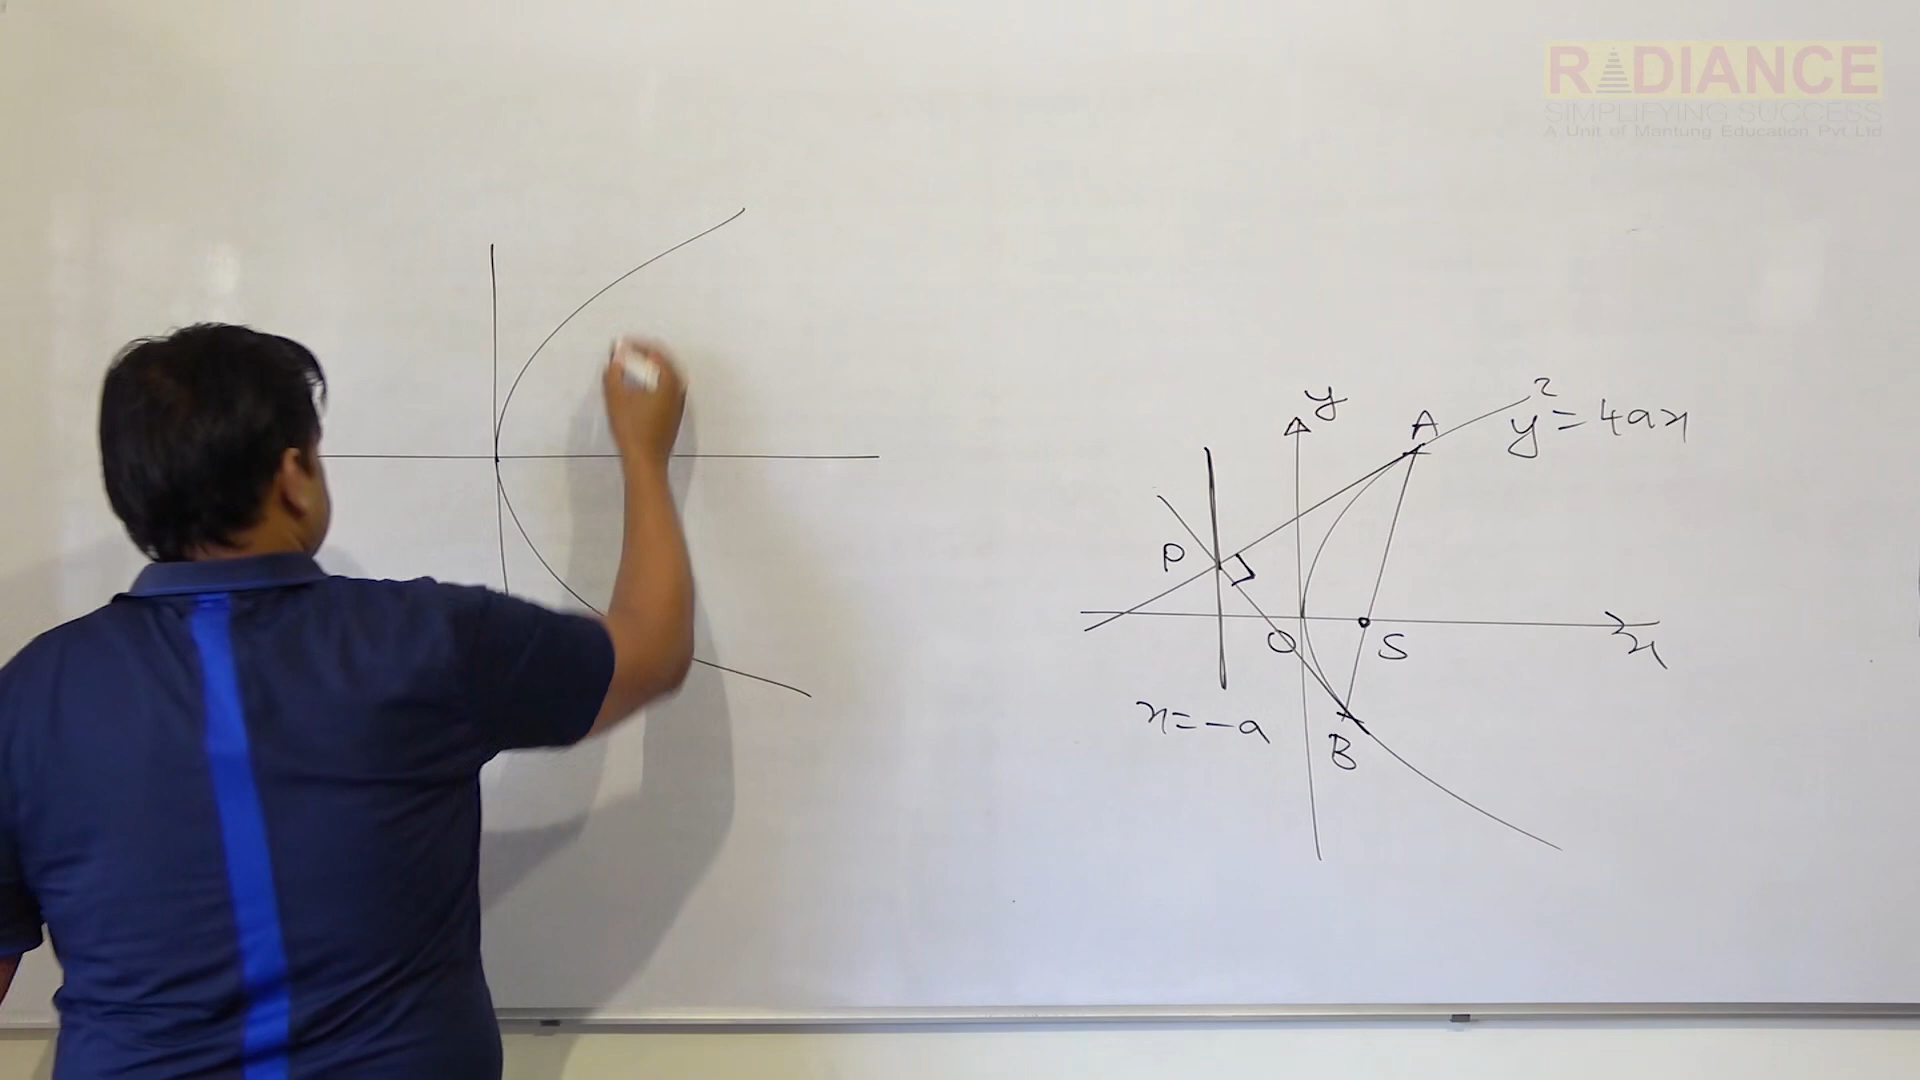 RADIANCE
SIMPLIFYING SUCCESS
A Unit of Mantung Education Pvt Ltd
y
A
y² = 4ax
P
O
S
x
x = -a
B